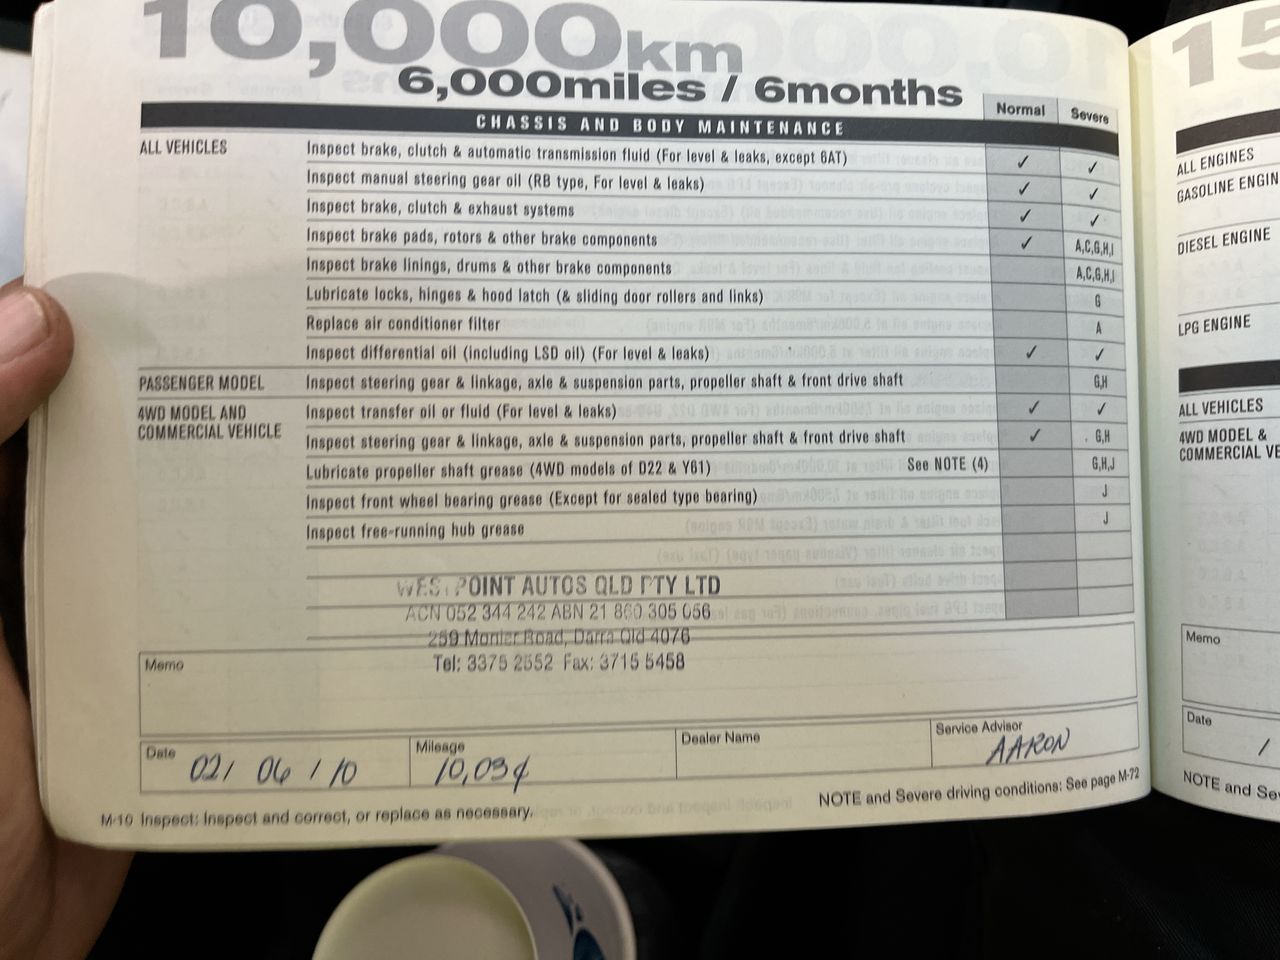 10,000km
6,000miles / 6months
CHASSIS AND BODY MAINTENANCE Normal Severe
ALL VEHICLES Inspect brake, clutch & automatic transmission fluid (For level & leaks, except 6AT) ✓ ✓
Inspect manual steering gear oil (RB type, For level & leaks) ✓ ✓
Inspect brake, clutch & exhaust systems ✓ ✓
Inspect brake pads, rotors & other brake components ✓ A,C,G,H,I
Inspect brake linings, drums & other brake components A,C,G,H,I
Lubricate locks, hinges & hood latch (& sliding door rollers and links) G
Replace air conditioner filter A
Inspect differential oil (including LSD oil) (For level & leaks) ✓ ✓
PASSENGER MODEL Inspect steering gear & linkage, axle & suspension parts, propeller shaft & front drive shaft G,H
4WD MODEL AND Inspect transfer oil or fluid (For level & leaks) ✓ ✓
COMMERCIAL VEHICLE Inspect steering gear & linkage, axle & suspension parts, propeller shaft & front drive shaft ✓ G,H
Lubricate propeller shaft grease (4WD models of D22 & Y61) See NOTE (4) G,H,J
Inspect front wheel bearing grease (Except for sealed type bearing) J
Inspect free-running hub grease J
WEST POINT AUTOS QLD PTY LTD
ACN 052 344 242 ABN 21 860 305 056
259 Monier Road, Darra Qld 4076
Tel: 3375 2552 Fax: 3715 5458
Memo
Date 02/ 06 / 10 Mileage Dealer Name Service Advisor AARON
M-10 Inspect: Inspect and correct, or replace as necessary. NOTE and Severe driving conditions: See page M-72
15
ALL ENGINES
GASOLINE ENGIN
DIESEL ENGINE
LPG ENGINE
ALL VEHICLES
4WD MODEL &
COMMERCIAL VE
Memo
Date
/
NOTE and Se